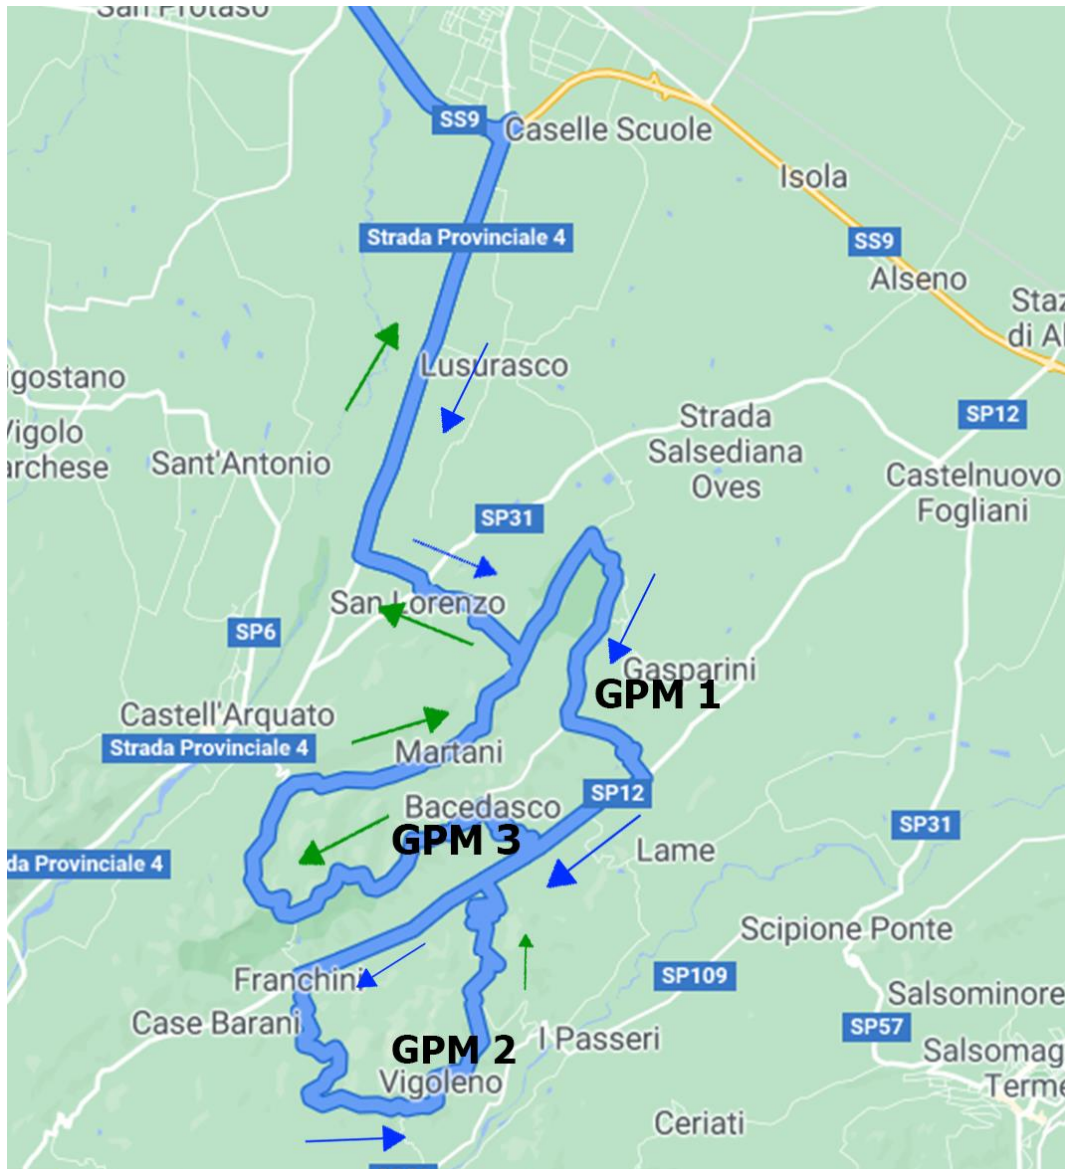 San Protaso
SS9
Caselle Scuole
Isola
Strada Provinciale 4
SS9
Alseno
Staz
di Al
Lusurasco
igostano
Vigolo
archese
Sant'Antonio
Strada
Salsediana
Oves
SP12
Castelnuovo
Fogliani
SP31
San Lorenzo
SP6
Gasparini
GPM 1
Castell'Arquato
Strada Provinciale 4
Martani
SP12
Bacedasco
GPM 3
SP31
Lame
da Provinciale 4
Scipione Ponte
Franchini
SP109
Salsominore
Case Barani
SP57
I Passeri
GPM 2
Salsomag
Terme
Vigoleno
Ceriati